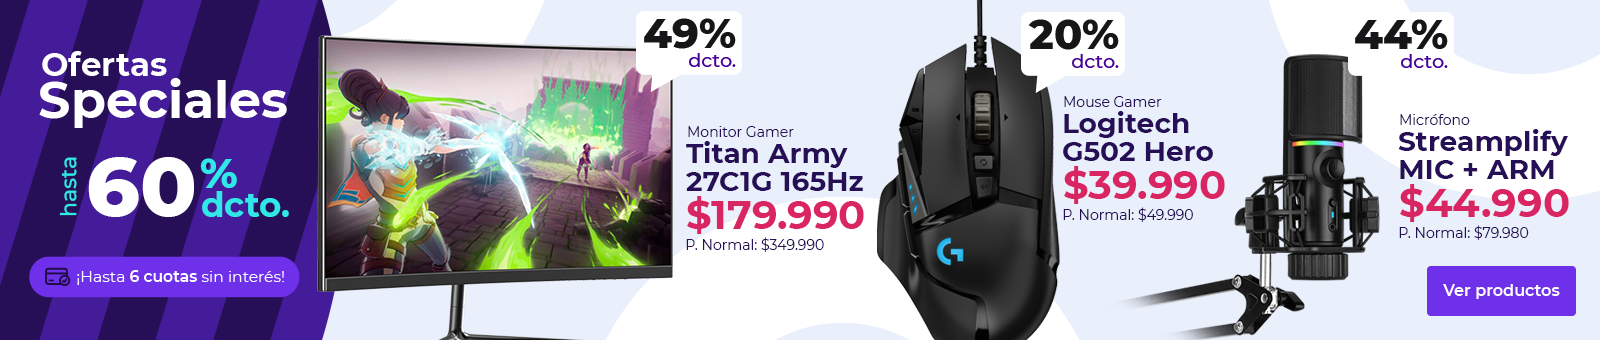 Ofertas
Speciales
hasta
60%
dcto.
¡Hasta 6 cuotas sin interés!
49%
dcto.
Monitor Gamer
Titan Army
27C1G 165Hz
$179.990
P. Normal: $349.990
20%
dcto.
Mouse Gamer
Logitech
G502 Hero
$39.990
P. Normal: $49.990
44%
dcto.
Micrófono
Streamplify
MIC + ARM
$44.990
P. Normal: $79.980
Ver productos